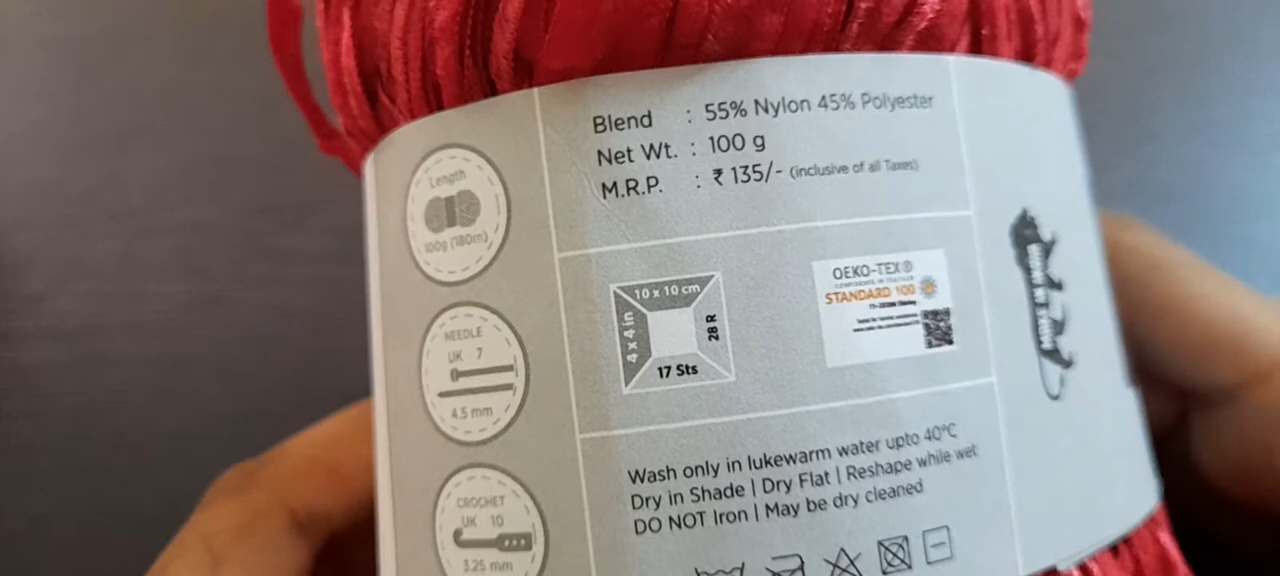 Length
100g (180m)
NEEDLE
UK 7
4.5 mm
CROCHET
UK 10
3.25 mm
Blend : 55% Nylon 45% Polyester
Net Wt. : 100 g
M.R.P. : ₹ 135/- (inclusive of all Taxes)
10 x 10 cm
4 x 4 in
28 R
17 Sts
OEKO-TEX®
CONFIDENCE IN TEXTILES
STANDARD 100
Wash only in lukewarm water upto 40°C
Dry in Shade | Dry Flat | Reshape while wet
DO NOT Iron | May be dry cleaned